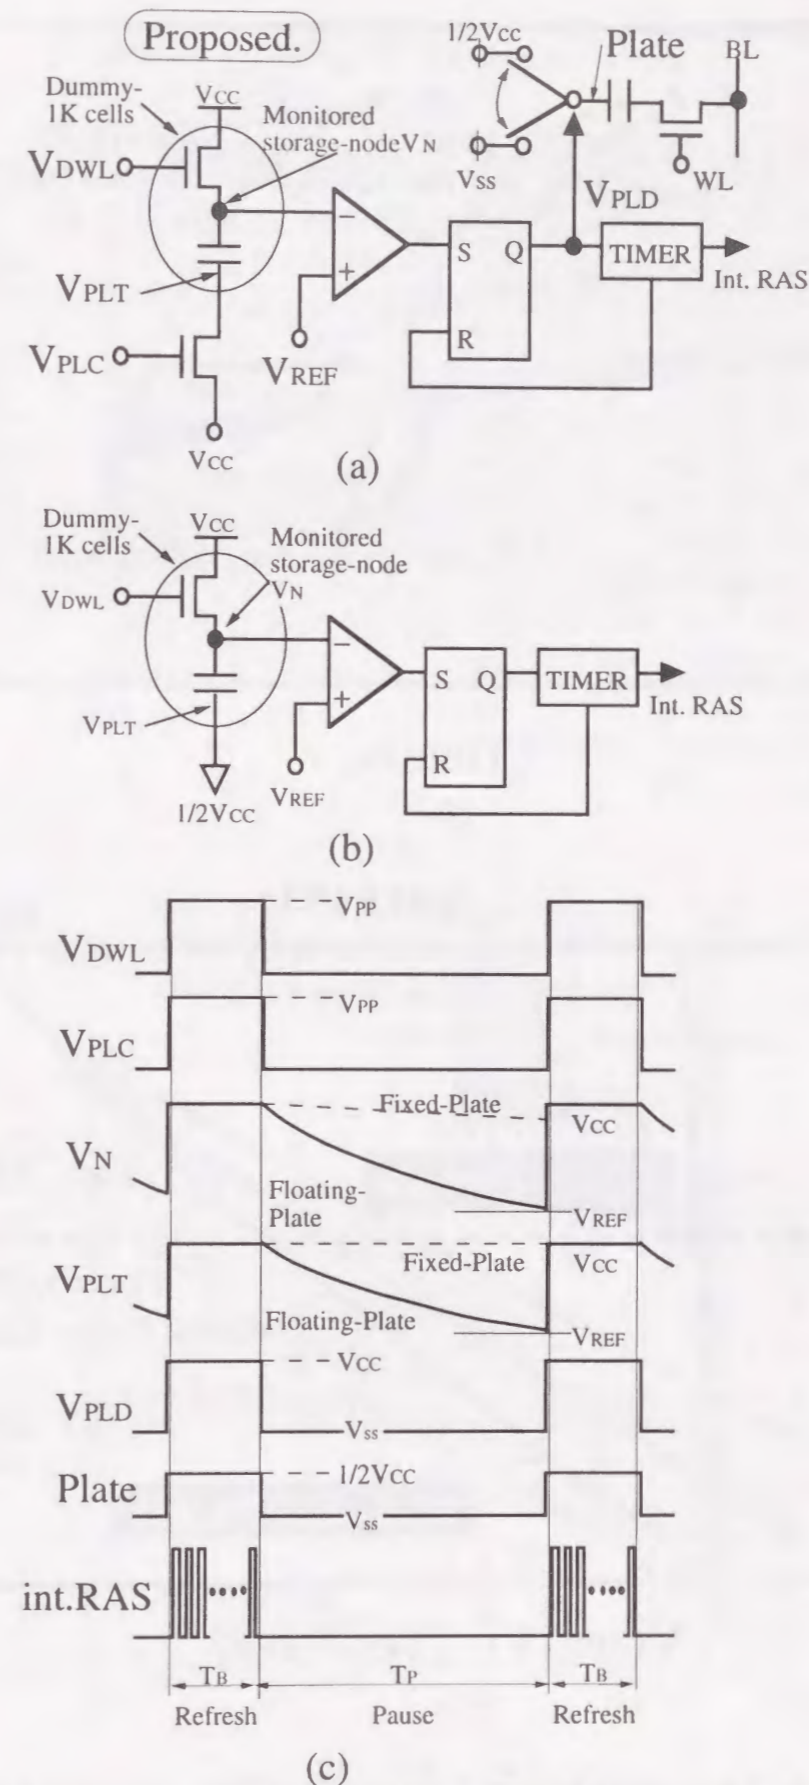 Proposed.
Dummy-
1K cells
VCC
Monitored
storage-nodeVN
VDWL
VPLT
VPLC
VCC
VREF
−
+
S
Q
R
TIMER
Int. RAS
VPLD
1/2Vcc
Vss
Plate
BL
WL
(a)
Dummy-
1K cells
VCC
Monitored
storage-node
VN
VDWL
VPLT
1/2VCC
−
+
VREF
S
Q
R
TIMER
Int. RAS
(b)
VDWL
VPP
VPLC
VPP
VN
Fixed-Plate
VCC
Floating-
Plate
VREF
VPLT
Fixed-Plate
VCC
Floating-Plate
VREF
VPLD
VCC
Vss
Plate
1/2VCC
Vss
int.RAS
TB
TP
TB
Refresh
Pause
Refresh
(c)